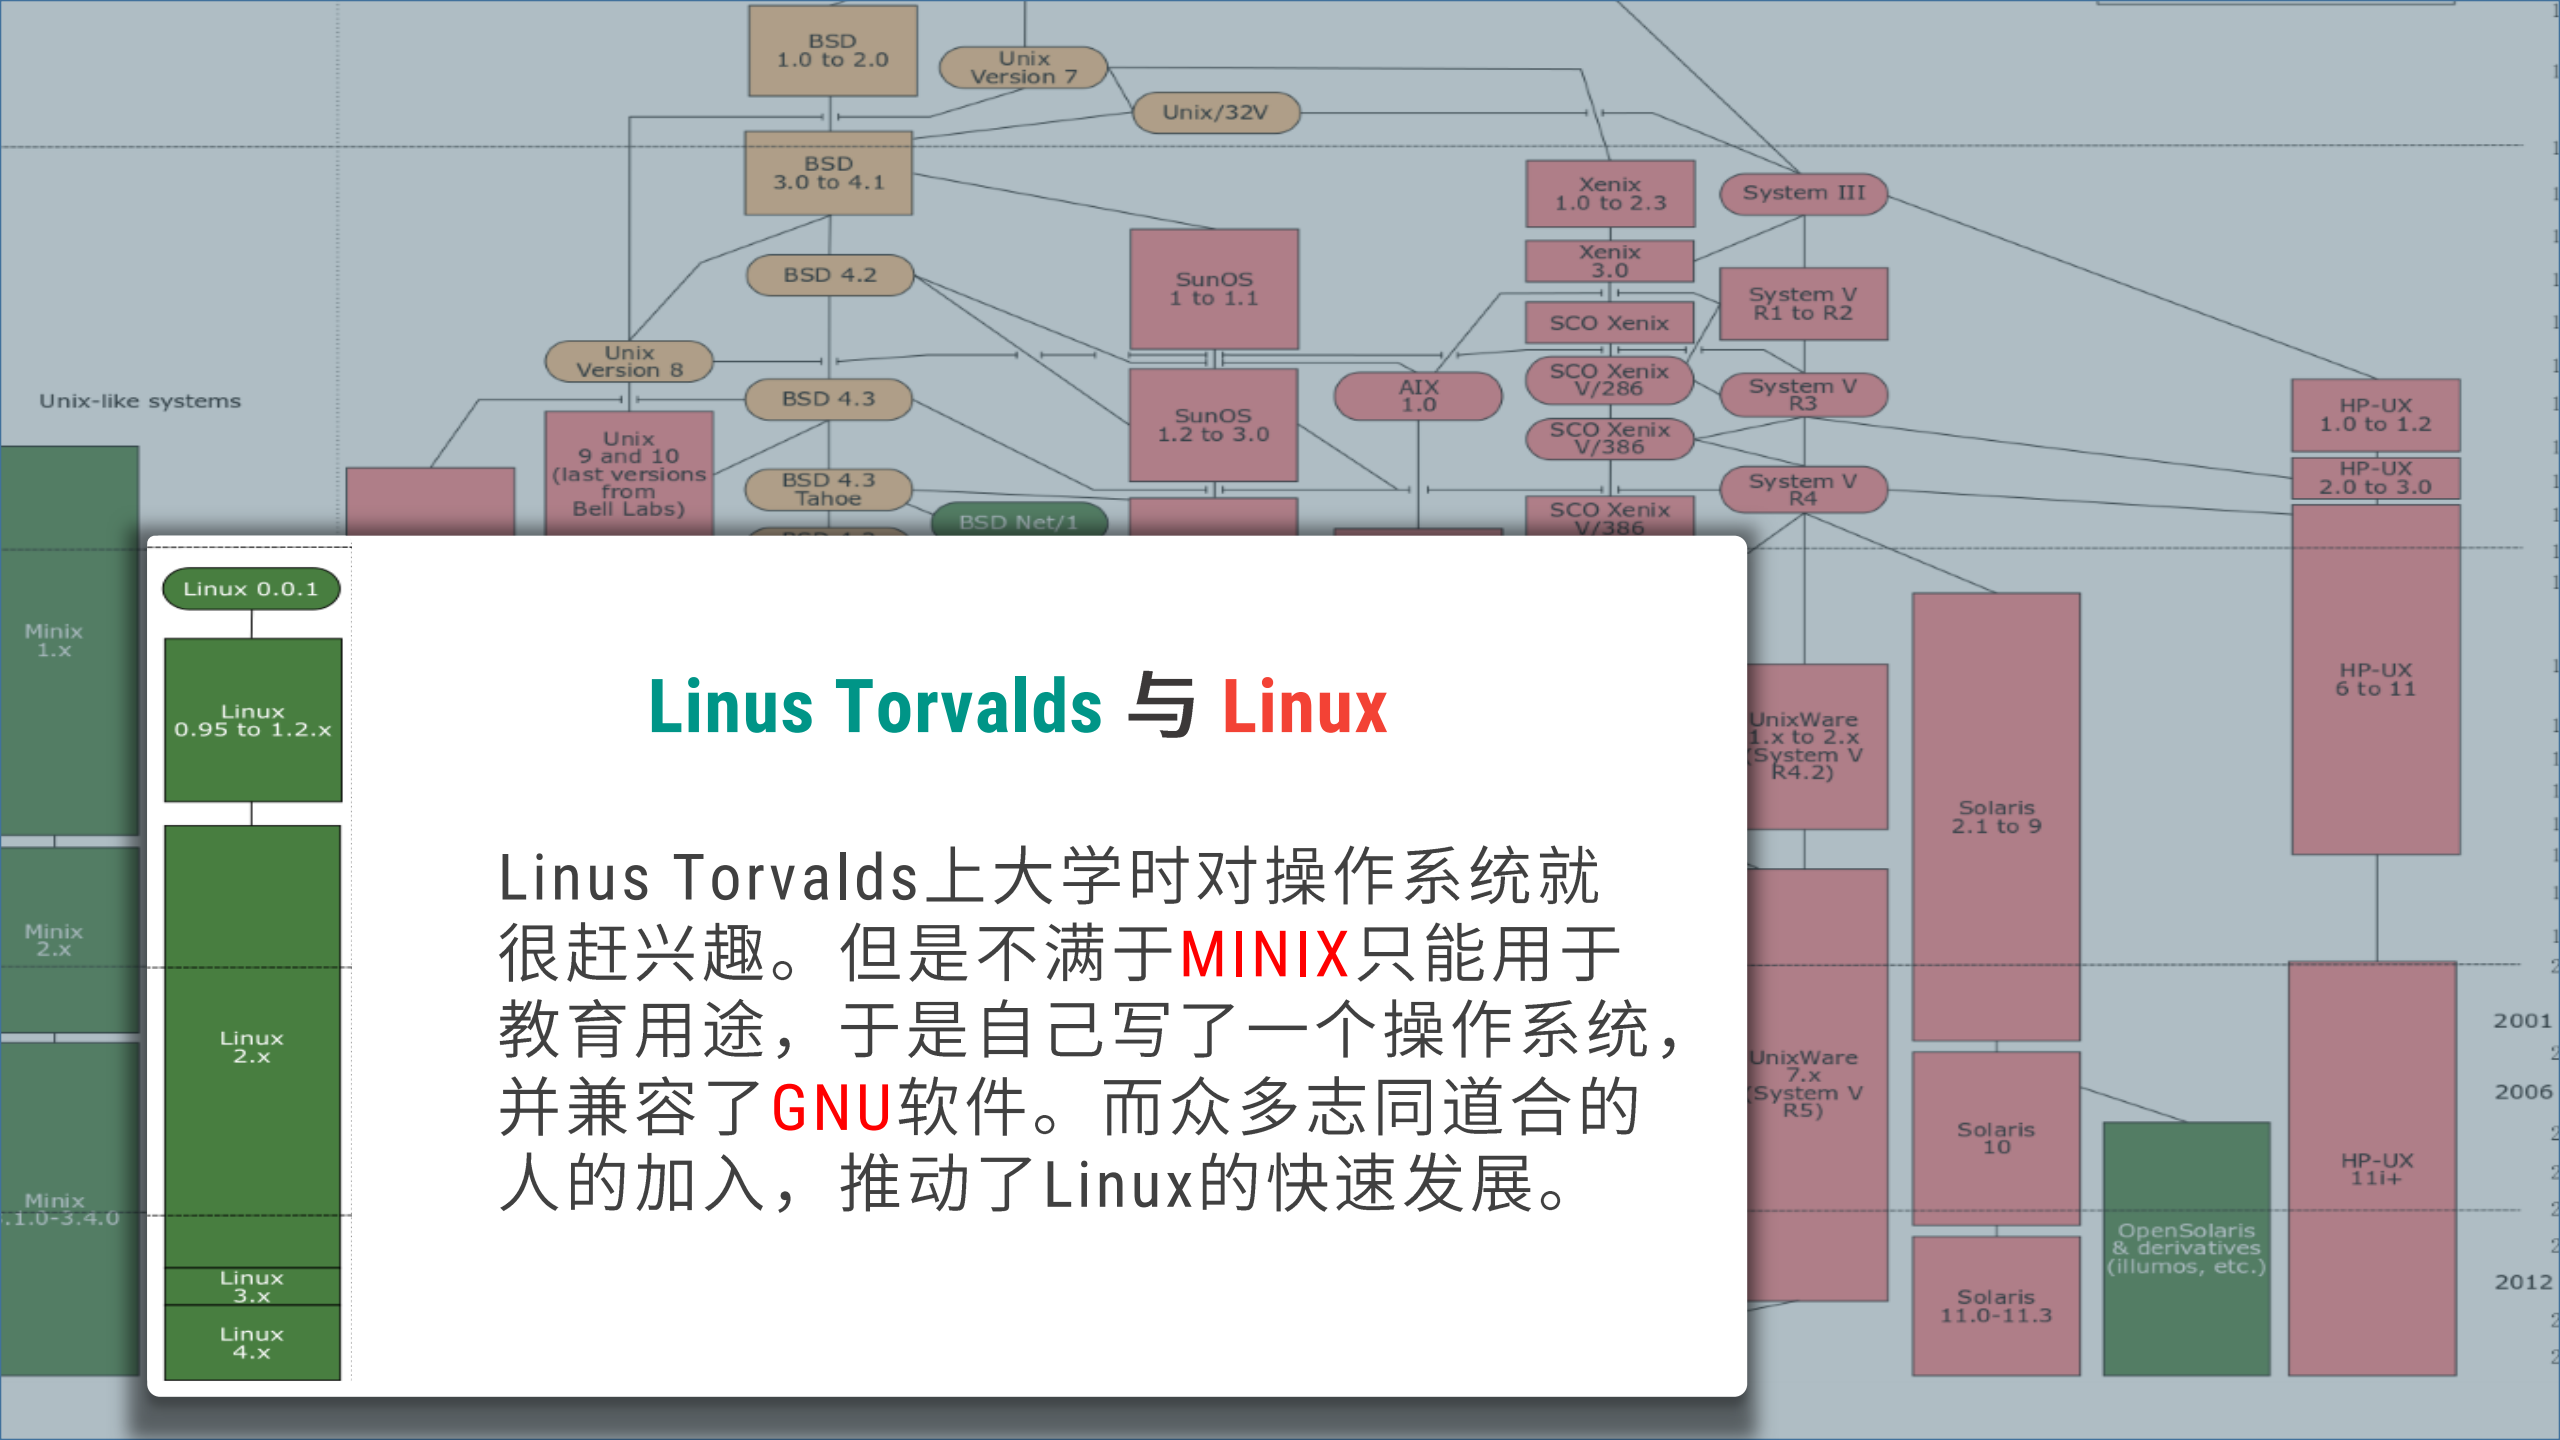 BSD
1.0 to 2.0
Unix
Version 7
Unix/32V
BSD
3.0 to 4.1
Xenix
1.0 to 2.3
System III
Xenix
3.0
BSD 4.2
SunOS
1 to 1.1
System V
R1 to R2
SCO Xenix
Unix
Version 8
SCO Xenix
V/286
AIX
1.0
System V
R3
BSD 4.3
Unix-like systems
HP-UX
1.0 to 1.2
SunOS
1.2 to 3.0
SCO Xenix
V/386
Unix
9 and 10
(last versions
from
Bell Labs)
HP-UX
2.0 to 3.0
BSD 4.3
Tahoe
System V
R4
BSD Net/1
SCO Xenix
V/386
Linux 0.0.1
Minix
1.x
HP-UX
6 to 11
Linux
0.95 to 1.2.x
Linus Torvalds 与 Linux
UnixWare
1.x to 2.x
(System V
R4.2)
Solaris
2.1 to 9
Linus Torvalds上大学时对操作系统就
很赶兴趣。但是不满于MINIX只能用于
教育用途，于是自己写了一个操作系统，
并兼容了GNU软件。而众多志同道合的
人的加入，推动了Linux的快速发展。
Minix
2.x
Linux
2.x
2001
UnixWare
7.x
(System V
R5)
2006
Solaris
10
HP-UX
11i+
Minix
.1.0-3.4.0
OpenSolaris
& derivatives
(illumos, etc.)
Linux
3.x
2012
Solaris
11.0-11.3
Linux
4.x